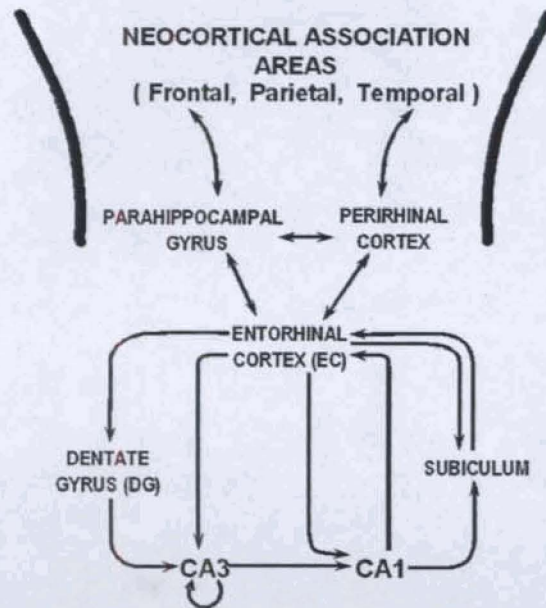 NEOCORTICAL ASSOCIATION
AREAS
( Frontal, Parietal, Temporal )
PARAHIPPOCAMPAL
GYRUS
PERIRHINAL
CORTEX
ENTORHINAL
CORTEX (EC)
DENTATE
GYRUS (DG)
SUBICULUM
CA3
CA1